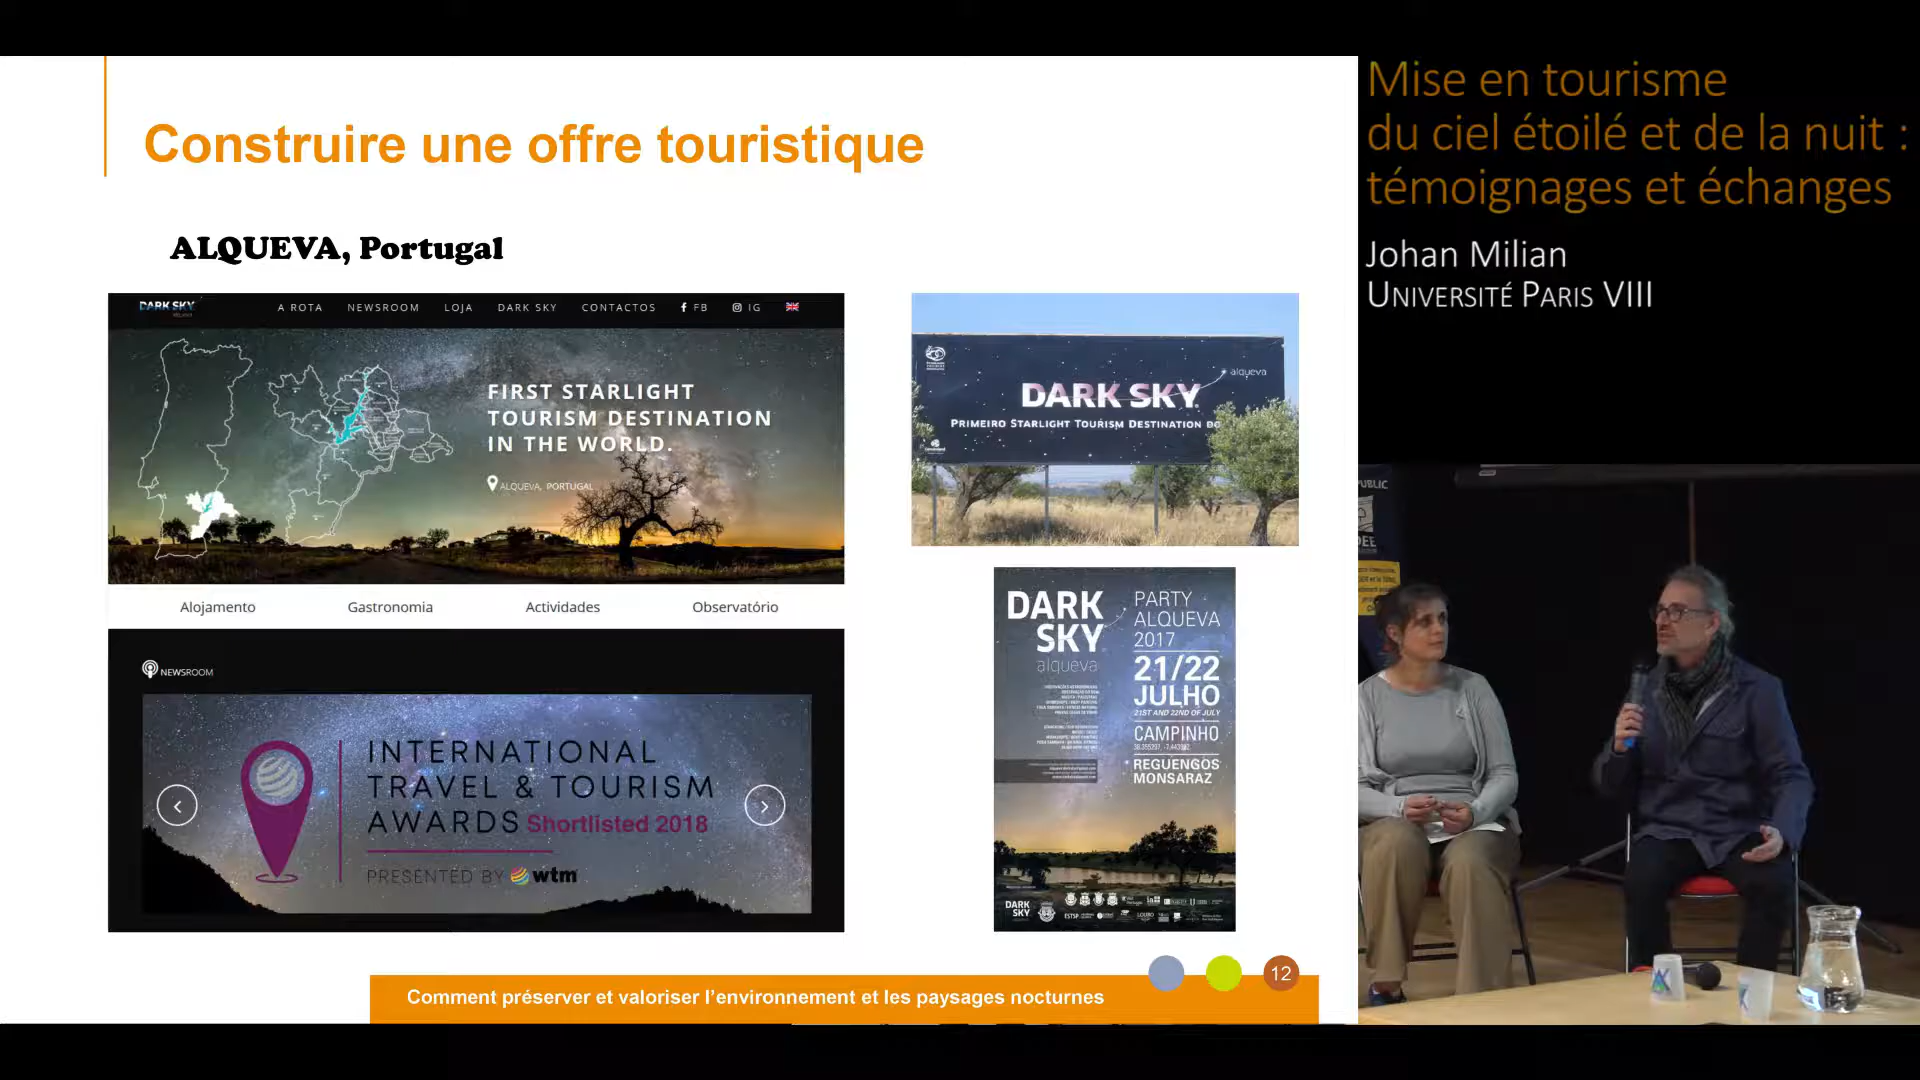 Construire une offre touristique
ALQUEVA, Portugal
DARK SKY
A ROTA NEWSROOM LOJA DARK SKY CONTACTOS FB IG
FIRST STARLIGHT
TOURISM DESTINATION
IN THE WORLD.
ALQUEVA, PORTUGAL
Alojamento Gastronomia Actividades Observatório
NEWSROOM
INTERNATIONAL
TRAVEL & TOURISM
AWARDS Shortlisted 2018
PRESENTED BY wtm
alqueva
DARK SKY
PRIMEIRO STARLIGHT TOURISM DESTINATION DO
DARK
SKY
alqueva
PARTY
ALQUEVA
2017
21/22
JULHO
21ST AND 22ND OF JULY
CAMPINHO
REGUENGOS
MONSARAZ
DARK
SKY
Comment préserver et valoriser l'environnement et les paysages nocturnes
12
Mise en tourisme
du ciel étoilé et de la nuit :
témoignages et échanges
Johan Milian
UNIVERSITÉ PARIS VIII